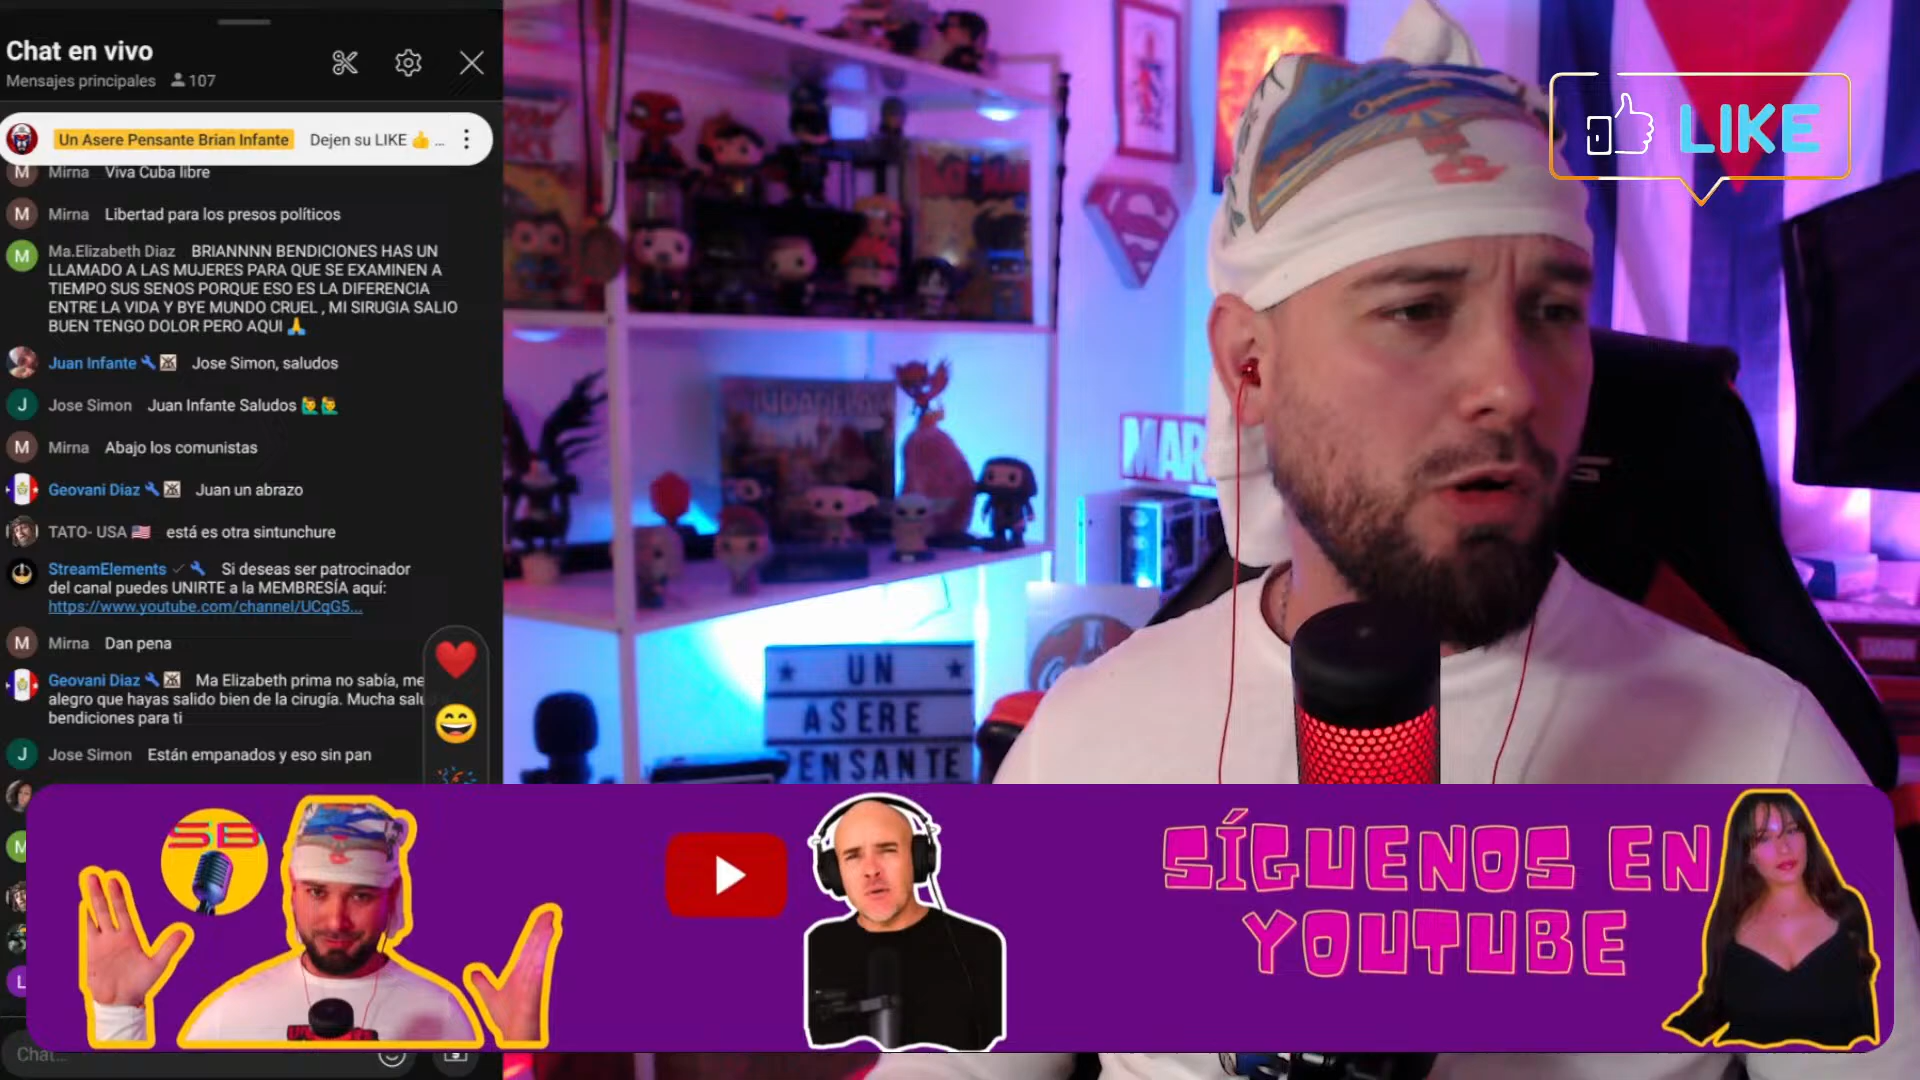 Chat en vivo
Mensajes principales 107
Un Asere Pensante Brian Infante Dejen su LIKE 👍 ...
Mirna Viva Cuba libre
Mirna Libertad para los presos políticos
Ma.Elizabeth Diaz BRIANNNN BENDICIONES HAS UN
LLAMADO A LAS MUJERES PARA QUE SE EXAMINEN A
TIEMPO SUS SENOS PORQUE ESO ES LA DIFERENCIA
ENTRE LA VIDA Y BYE MUNDO CRUEL , MI SIRUGIA SALIO
BUEN TENGO DOLOR PERO AQUI 🙏
Juan Infante Jose Simon, saludos
Jose Simon Juan Infante Saludos 🙋‍♂️🙋‍♂️
Mirna Abajo los comunistas
Geovani Diaz Juan un abrazo
TATO- USA 🇺🇸 está es otra sintunchure
StreamElements Si deseas ser patrocinador
del canal puedes UNIRTE a la MEMBRESÍA aquí:
https://www.youtube.com/channel/UCqG5...
Mirna Dan pena
Geovani Diaz Ma Elizabeth prima no sabía, me
alegro que hayas salido bien de la cirugía. Mucha salu
bendiciones para ti
Jose Simon Están empanados y eso sin pan
Chat...
LIKE
MAR
UN
ASERE
PENSANTE
SB
SÍGUENOS EN
YOUTUBE